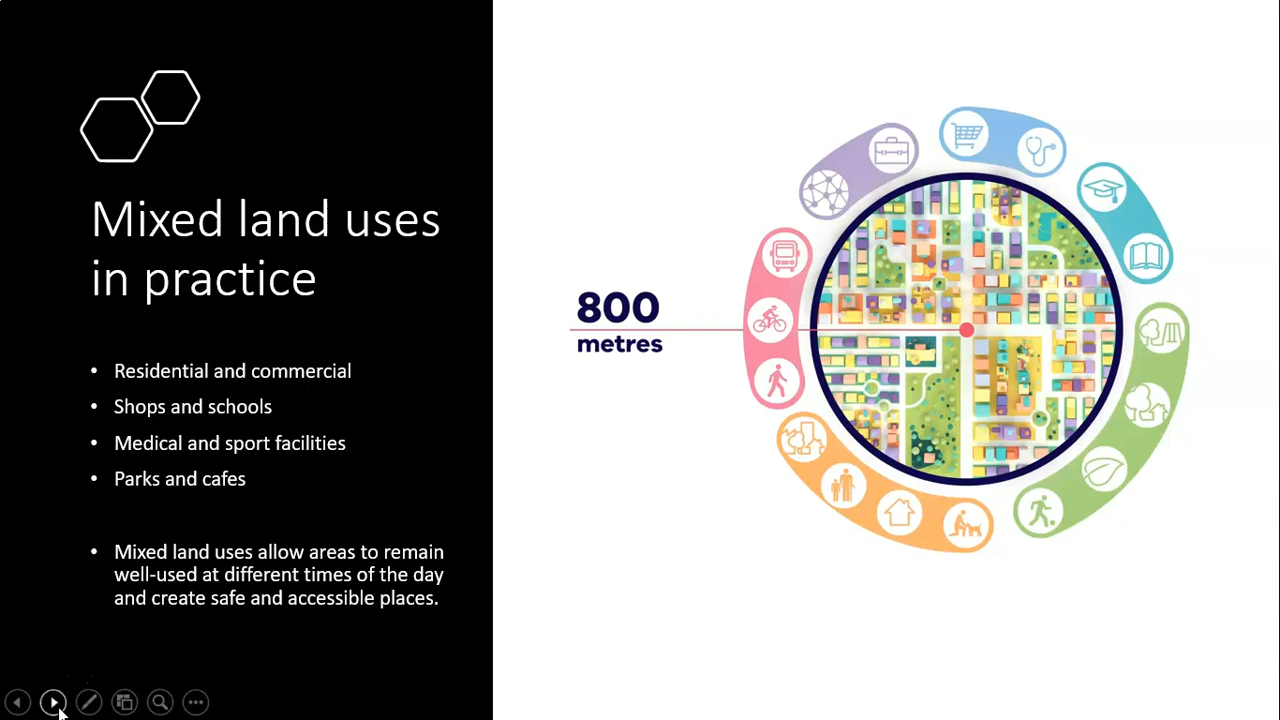 Mixed land uses
in practice
• Residential and commercial
• Shops and schools
• Medical and sport facilities
• Parks and cafes
• Mixed land uses allow areas to remain
well-used at different times of the day
and create safe and accessible places.
800
metres